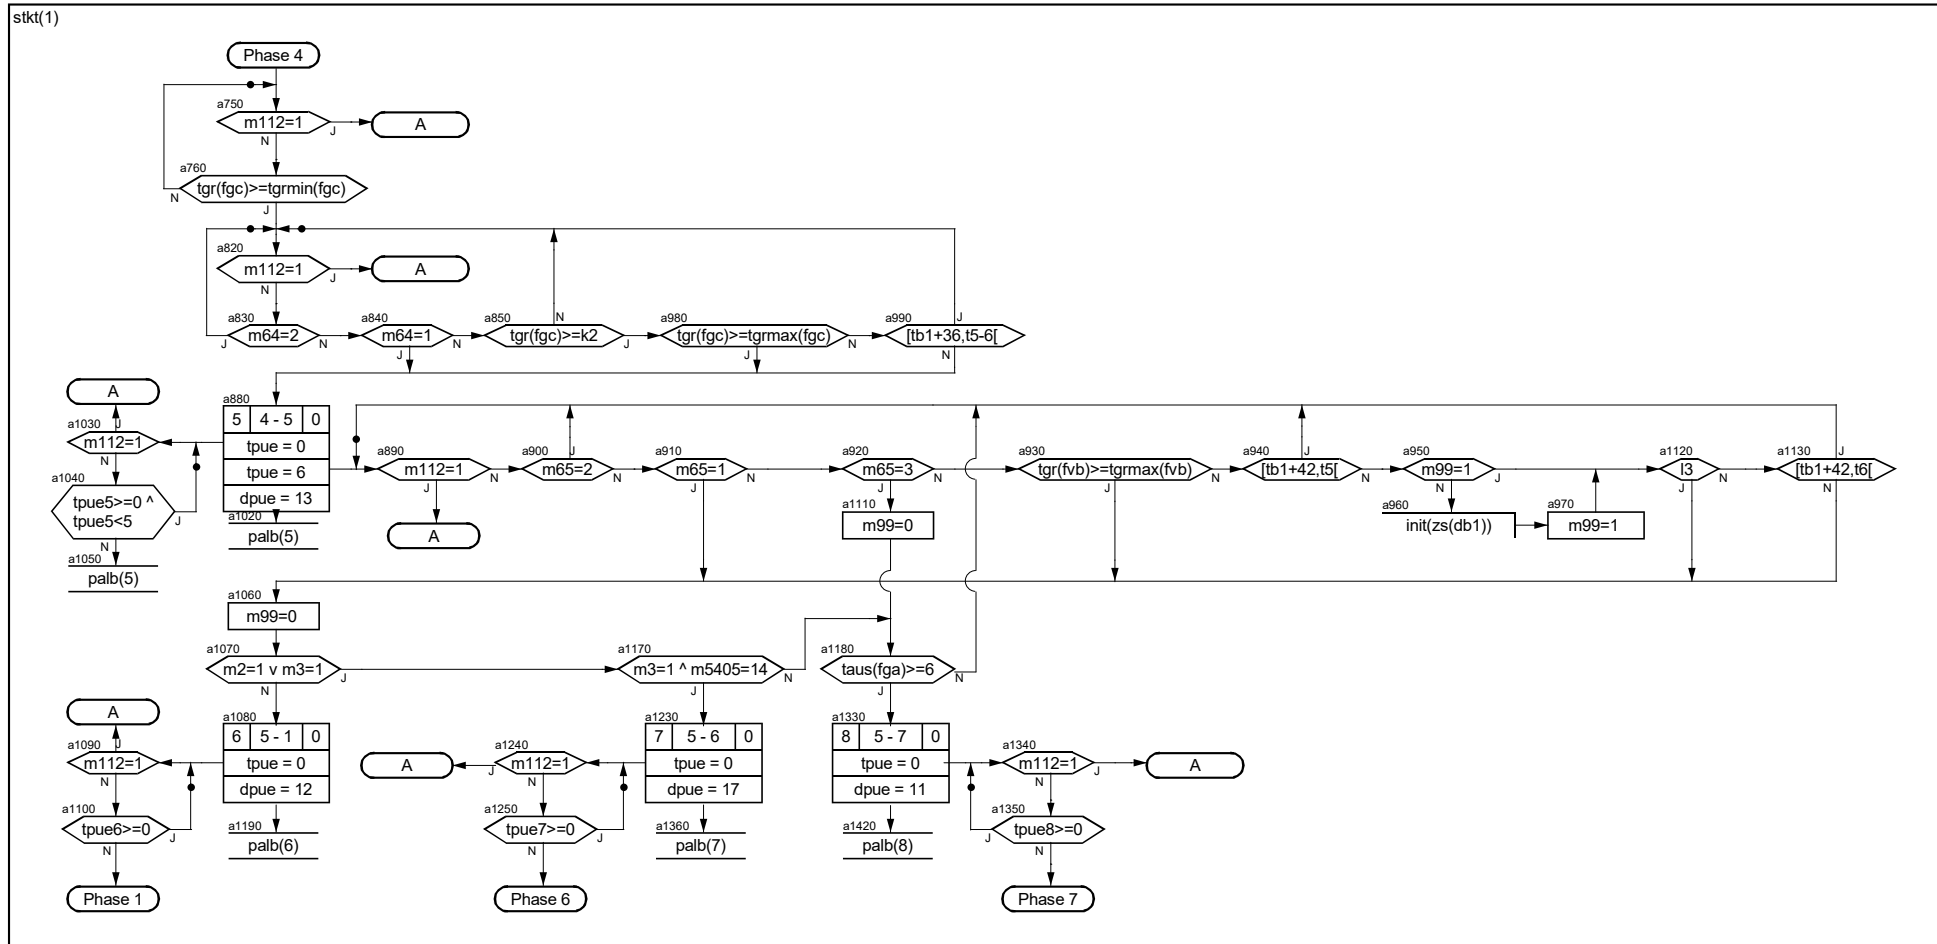 stkt(1)
Phase 4
a750
m112=1
J
A
N
a760
tgr(fgc)>=tgrmin(fgc)
N
J
a820
m112=1
J
A
N
a830
m64=2
J
N
a840
m64=1
N
J
a850
tgr(fgc)>=k2
N
J
a980
tgr(fgc)>=tgrmax(fgc)
N
J
a990
[tb1+36,t5-6[
J
N
A
a1030
m112=1
J
N
a1040
tpue5>=0 ^
tpue5<5
J
N
a1050
palb(5)
a880
5 4 - 5 0
tpue = 0
tpue = 6
dpue = 13
a1020
palb(5)
a890
m112=1
N
J
A
a900
m65=2
J
N
a910
m65=1
N
J
a920
m65=3
N
J
a1110
m99=0
a930
tgr(fvb)>=tgrmax(fvb)
N
J
a940
[tb1+42,t5[
J
N
a950
m99=1
J
N
a960
init(zs(db1))
a970
m99=1
a1120
l3
N
J
a1130
[tb1+42,t6[
J
N
a1060
m99=0
a1070
m2=1 v m3=1
J
N
a1170
m3=1 ^ m5405=14
N
J
a1180
taus(fga)>=6
N
J
A
a1090
m112=1
J
N
a1100
tpue6>=0
J
N
Phase 1
a1080
6 5 - 1 0
tpue = 0
dpue = 12
a1190
palb(6)
A
a1240
m112=1
J
N
a1250
tpue7>=0
J
N
Phase 6
a1230
7 5 - 6 0
tpue = 0
dpue = 17
a1360
palb(7)
a1330
8 5 - 7 0
tpue = 0
dpue = 11
a1420
palb(8)
a1340
m112=1
J
A
N
a1350
tpue8>=0
J
N
Phase 7